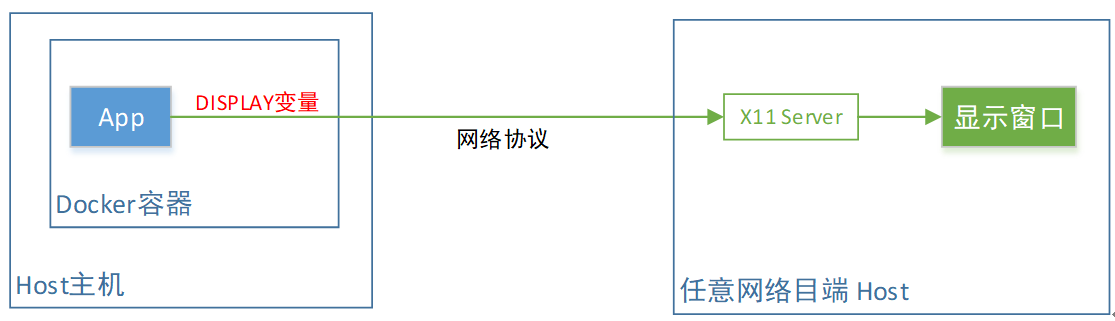 App
DISPLAY变量
网络协议
X11 Server
显示窗口
Docker容器
Host主机
任意网络目端 Host